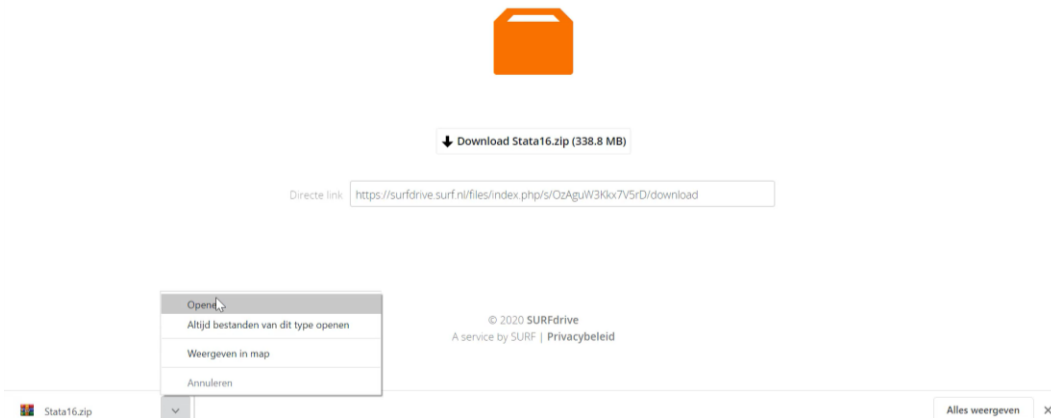 Download Stata16.zip (338.8 MB)
Directe link https://surfdrive.surf.nl/files/index.php/s/OzAguW3Kkx7V5rD/download
Openen
Altijd bestanden van dit type openen
Weergeven in map
Annuleren
© 2020 SURFdrive
A service by SURF | Privacybeleid
Stata16.zip
Alles weergeven